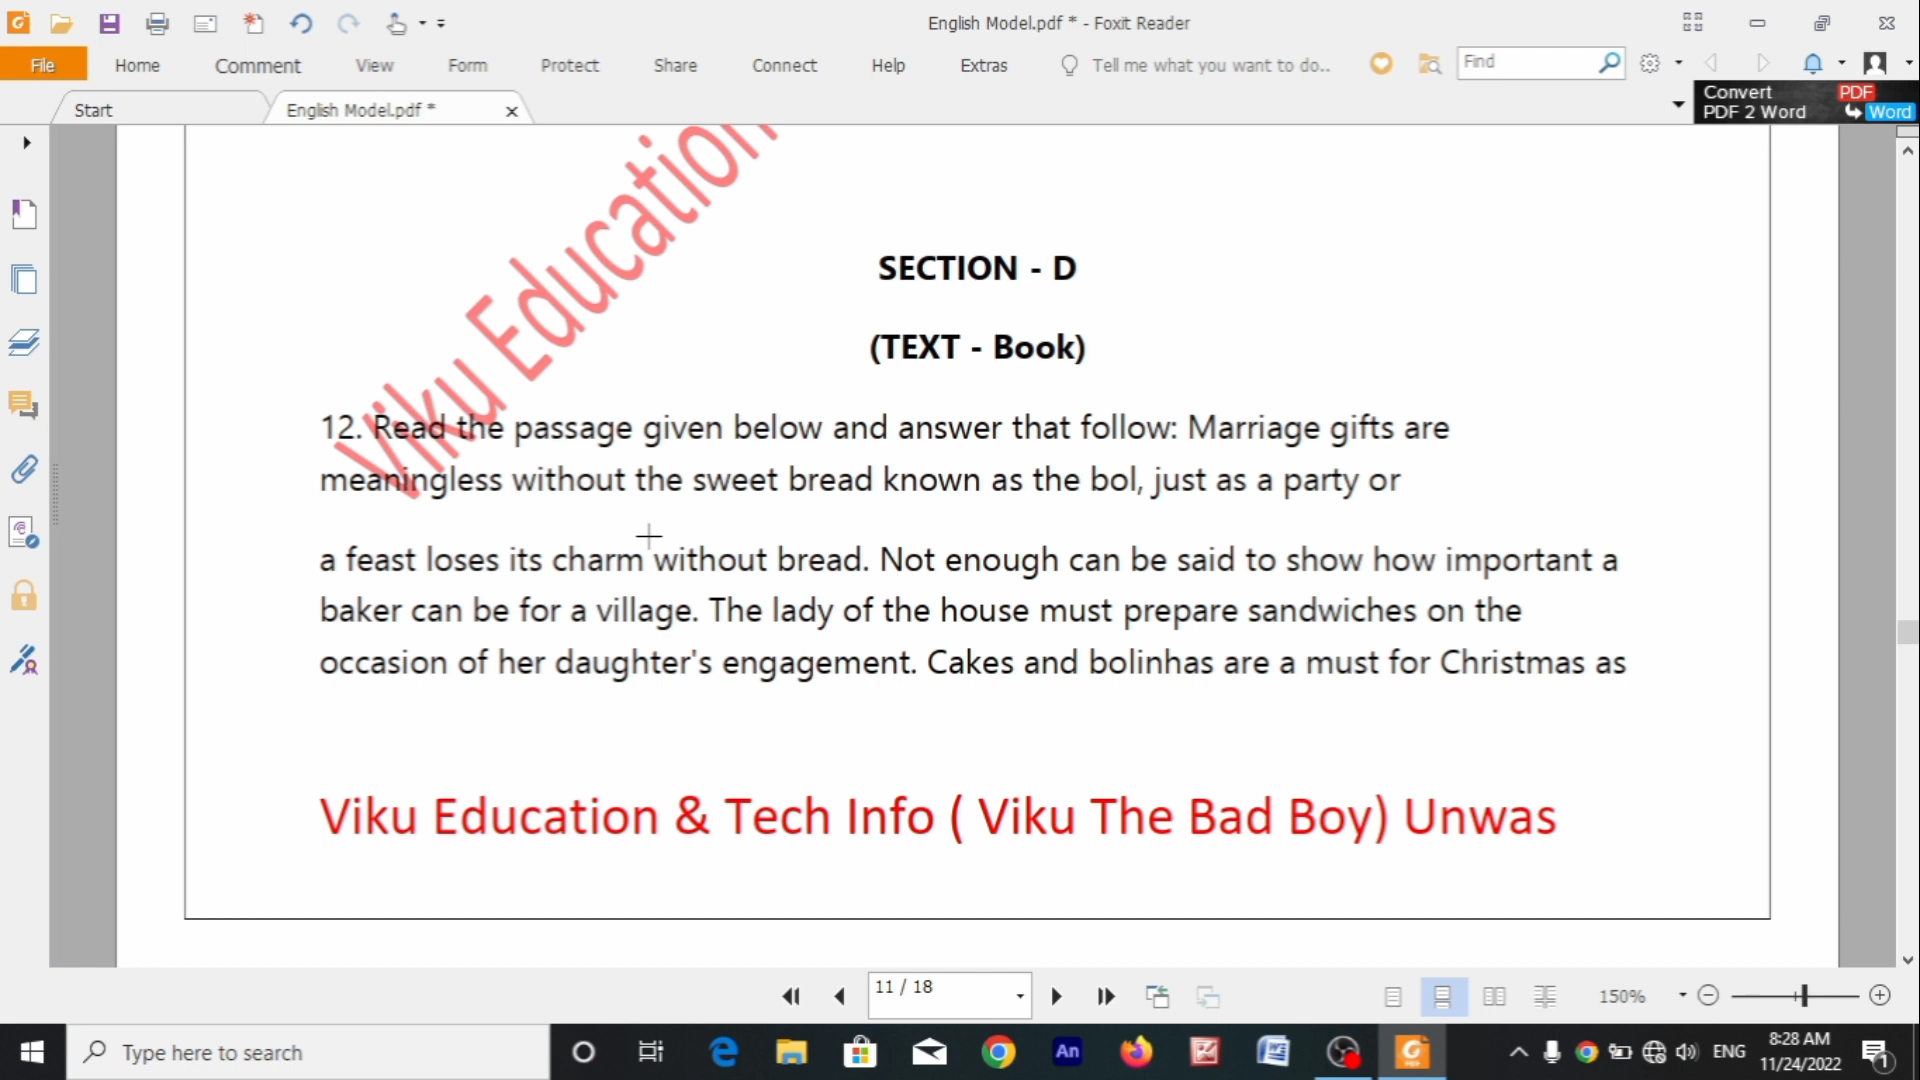 English Model.pdf * - Foxit Reader
File Home Comment View Form Protect Share Connect Help Extras Tell me what you want to do.. Find
Start English Model.pdf * Convert PDF 2 Word PDF Word
Viku Education
SECTION - D
(TEXT - Book)
12. Read the passage given below and answer that follow: Marriage gifts are
meaningless without the sweet bread known as the bol, just as a party or
a feast loses its charm without bread. Not enough can be said to show how important a
baker can be for a village. The lady of the house must prepare sandwiches on the
occasion of her daughter's engagement. Cakes and bolinhas are a must for Christmas as
Viku Education & Tech Info ( Viku The Bad Boy) Unwas
11 / 18 150%
Type here to search An ENG 8:28 AM
11/24/2022 1